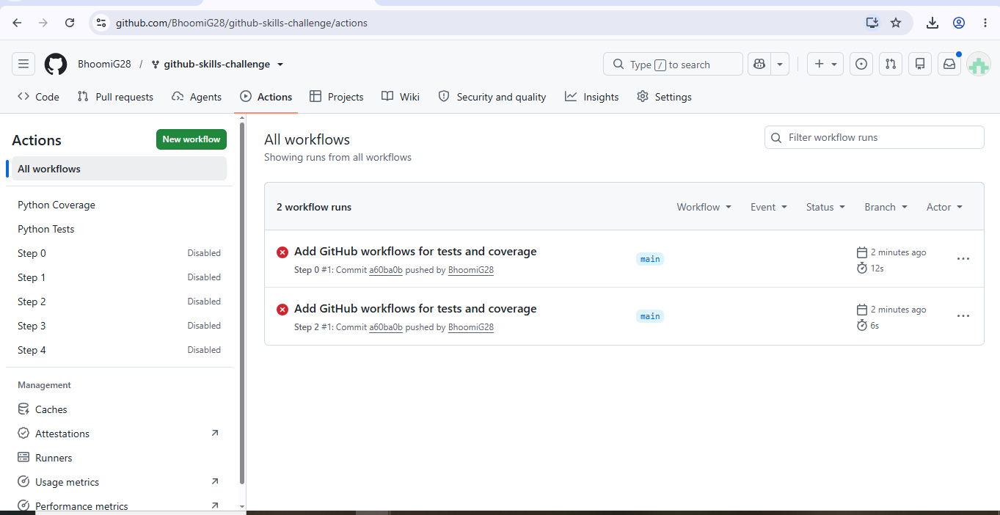 github.com/BhoomiG28/github-skills-challenge/actions
BhoomiG28 / github-skills-challenge
Type / to search
Code Pull requests Agents Actions Projects Wiki Security and quality Insights Settings
Actions
New workflow
All workflows
Python Coverage
Python Tests
Step 0 Disabled
Step 1 Disabled
Step 2 Disabled
Step 3 Disabled
Step 4 Disabled
Management
Caches
Attestations
Runners
Usage metrics
Performance metrics
All workflows
Showing runs from all workflows
Filter workflow runs
2 workflow runs Workflow Event Status Branch Actor
Add GitHub workflows for tests and coverage
Step 0 #1: Commit a60ba0b pushed by BhoomiG28
main
2 minutes ago
12s
Add GitHub workflows for tests and coverage
Step 2 #1: Commit a60ba0b pushed by BhoomiG28
main
2 minutes ago
6s